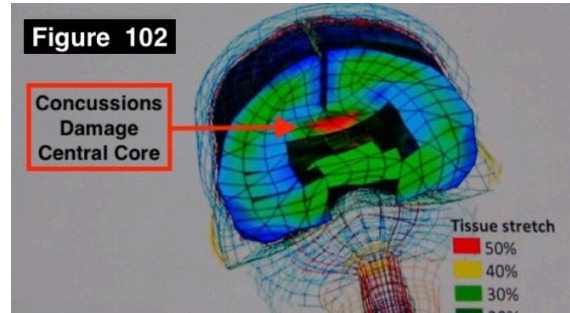 Figure 102
Concussions
Damage
Central Core
Tissue stretch
50%
40%
30%